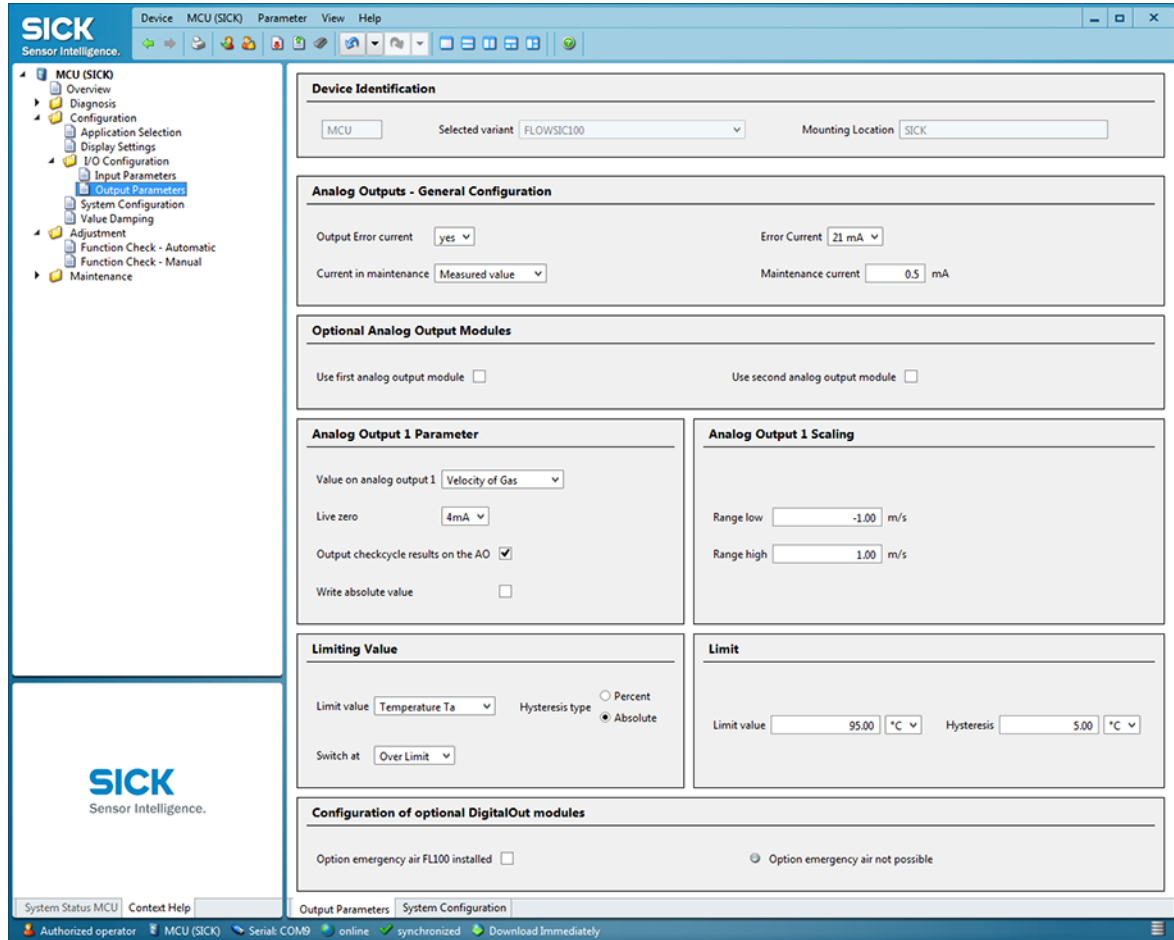 SICK
Sensor Intelligence.
Device MCU (SICK) Parameter View Help
MCU (SICK)
Overview
Diagnosis
Configuration
Application Selection
Display Settings
I/O Configuration
Input Parameters
Output Parameters
System Configuration
Value Damping
Adjustment
Function Check - Automatic
Function Check - Manual
Maintenance
SICK
Sensor Intelligence.
System Status MCU Context Help
Device Identification
MCU Selected variant FLOWSIC100 Mounting Location SICK
Analog Outputs - General Configuration
Output Error current yes Error Current 21 mA
Current in maintenance Measured value Maintenance current 0.5 mA
Optional Analog Output Modules
Use first analog output module Use second analog output module
Analog Output 1 Parameter
Value on analog output 1 Velocity of Gas
Live zero 4mA
Output checkcycle results on the AO
Write absolute value
Analog Output 1 Scaling
Range low -1.00 m/s
Range high 1.00 m/s
Limiting Value
Limit value Temperature Ta Hysteresis type Percent
Absolute
Switch at Over Limit
Limit
Limit value 95.00 °C Hysteresis 5.00 °C
Configuration of optional DigitalOut modules
Option emergency air FL100 installed Option emergency air not possible
Output Parameters System Configuration
Authorized operator MCU (SICK) Serial: COM9 online synchronized Download Immediately